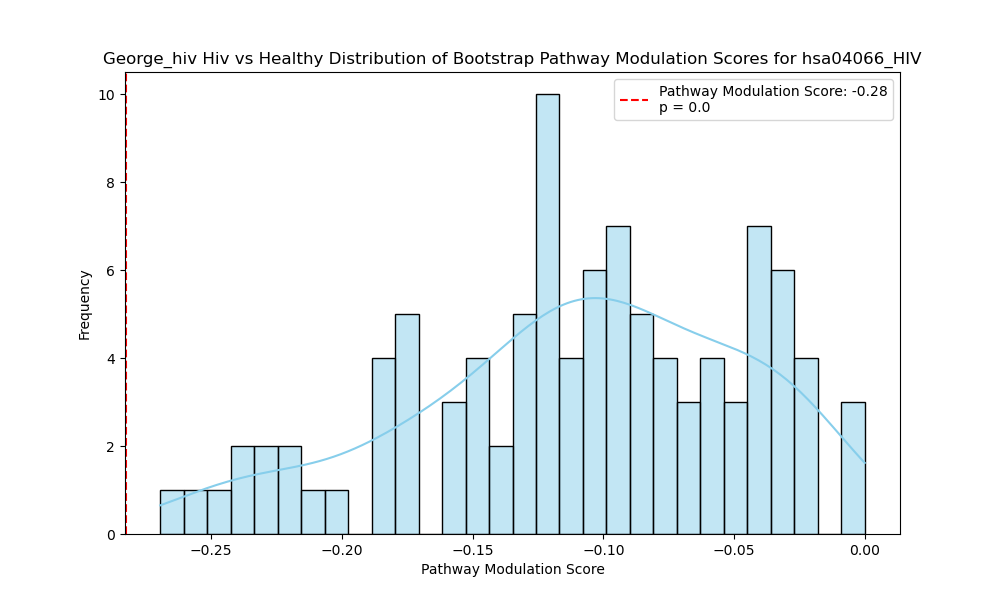 George_hiv Hiv vs Healthy Distribution of Bootstrap Pathway Modulation Scores for hsa04066_HIV
Pathway Modulation Score: -0.28
p = 0.0
10
8
6
4
2
0
Frequency
−0.25
−0.20
−0.15
−0.10
−0.05
0.00
Pathway Modulation Score